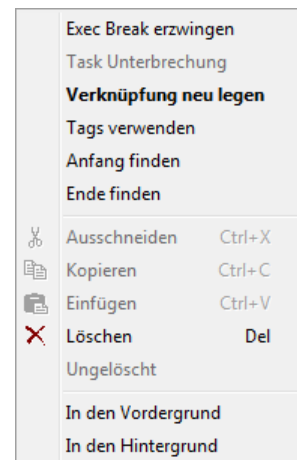 Exec Break erzwingen
Task Unterbrechung
Verknüpfung neu legen
Tags verwenden
Anfang finden
Ende finden
Ausschneiden Ctrl+X
Kopieren Ctrl+C
Einfügen Ctrl+V
Löschen Del
Ungelöscht
In den Vordergrund
In den Hintergrund